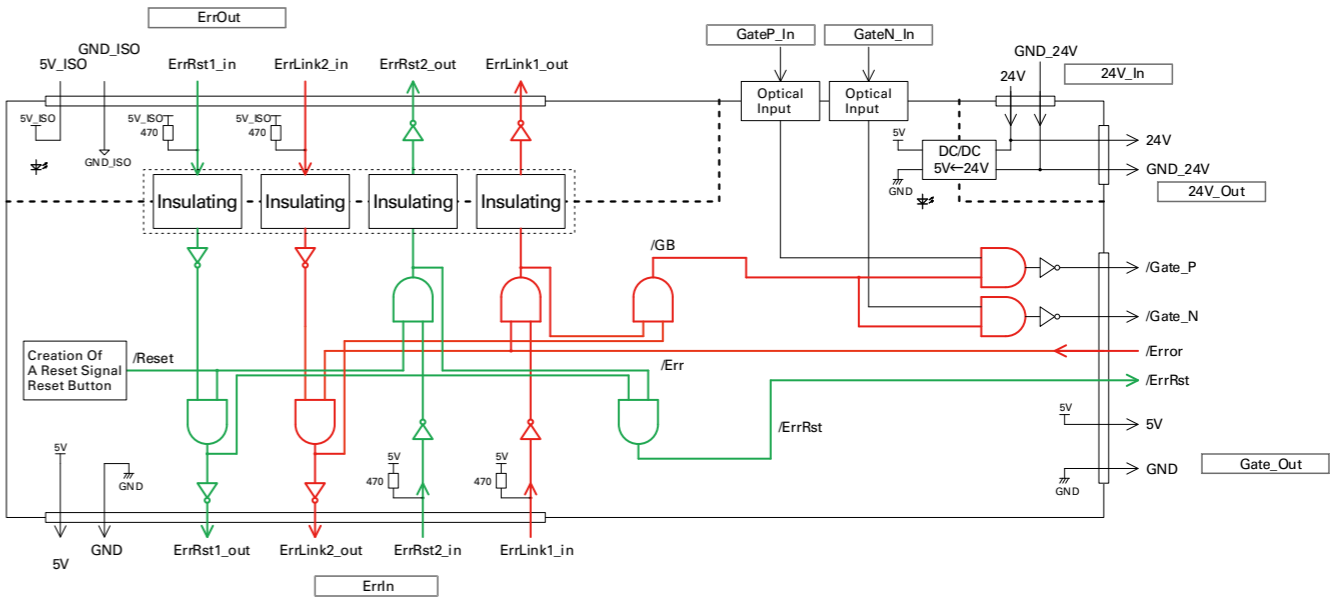 ErrOut
GND_ISO
5V_ISO
ErrRst1_in
ErrLink2_in
ErrRst2_out
ErrLink1_out
GateP_In
GateN_In
GND_24V
24V
24V_In
Optical
Input
Optical
Input
5V_ISO
5V_ISO
470
5V_ISO
470
GND_ISO
5V
DC/DC
5V←24V
GND
24V
GND_24V
24V_Out
Insulating
Insulating
Insulating
Insulating
/GB
/Gate_P
/Gate_N
Creation Of
A Reset Signal
Reset Button
/Reset
/Err
/Error
/ErrRst
/ErrRst
5V
5V
GND
GND
Gate_Out
5V
GND
5V
470
5V
470
5V
GND
ErrRst1_out
ErrLink2_out
ErrRst2_in
ErrLink1_in
ErrIn